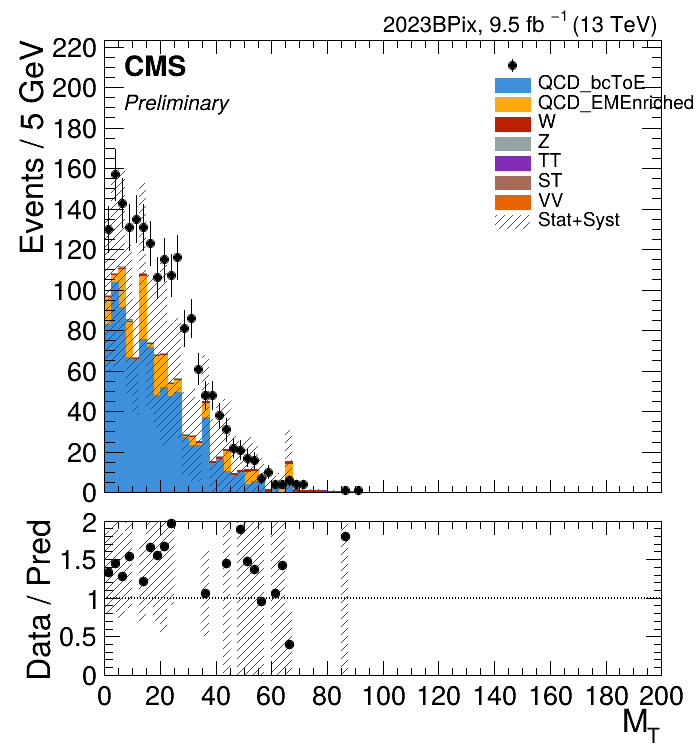 2023BPix, 9.5 fb⁻¹ (13 TeV)
CMS
Preliminary
Events / 5 GeV
220
200
180
160
140
120
100
80
60
40
20
0
QCD_bcToE
QCD_EMEnriched
W
Z
TT
ST
VV
Stat+Syst
Data / Pred
2
1.5
1
0.5
0
0 20 40 60 80 100 120 140 160 180 200
M_T